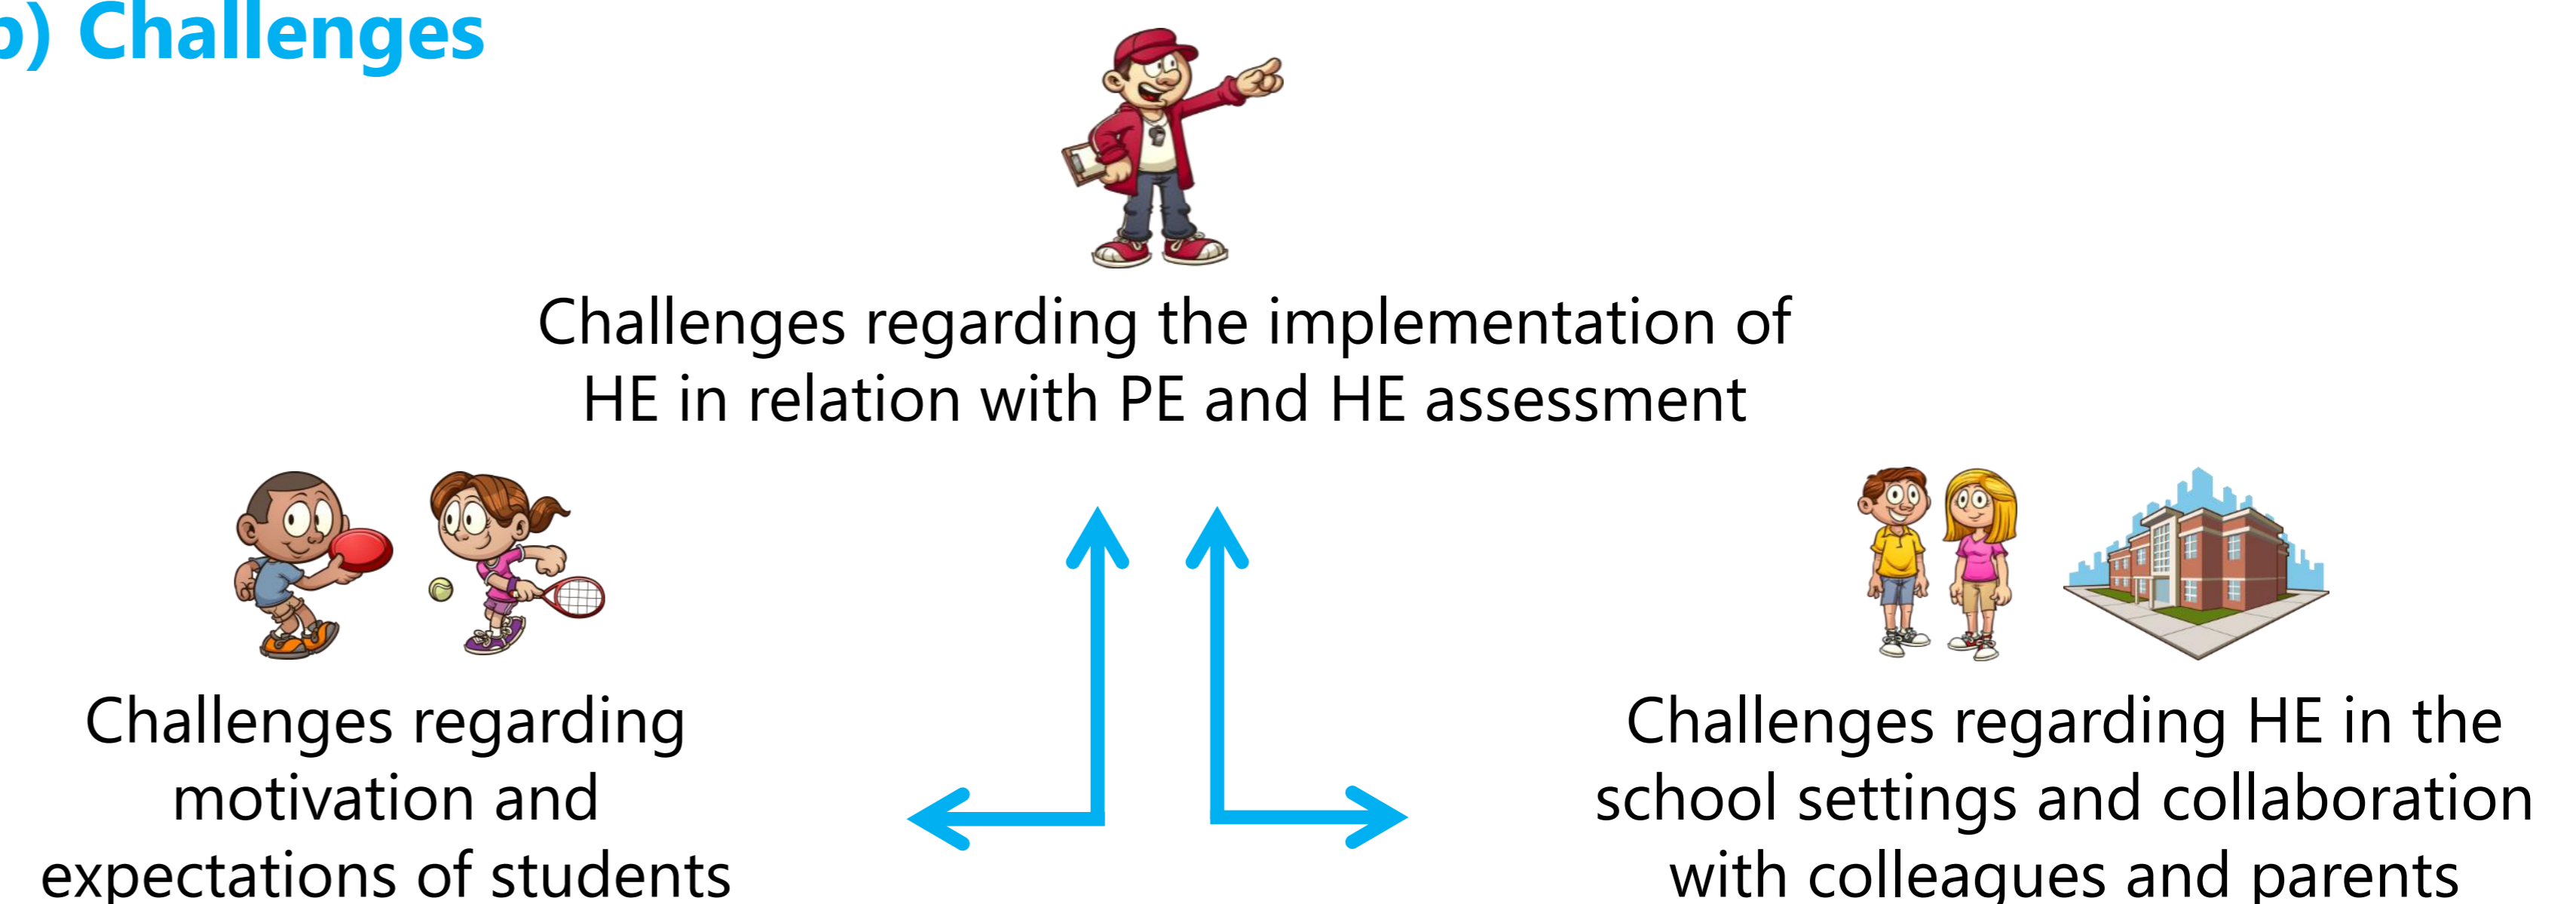 b) Challenges
Challenges regarding the implementation of
HE in relation with PE and HE assessment
Challenges regarding
motivation and
expectations of students
Challenges regarding HE in the
school settings and collaboration
with colleagues and parents